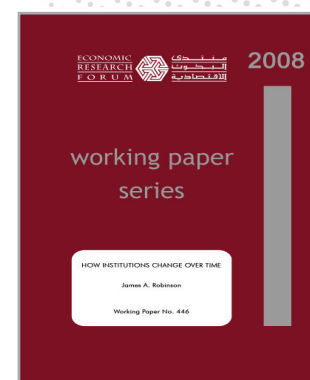 ECONOMIC
RESEARCH
FORUM
منتدى
البحوث
الاقتصادية
2008
working paper
series
HOW INSTITUTIONS CHANGE OVER TIME
James A. Robinson
Working Paper No. 446